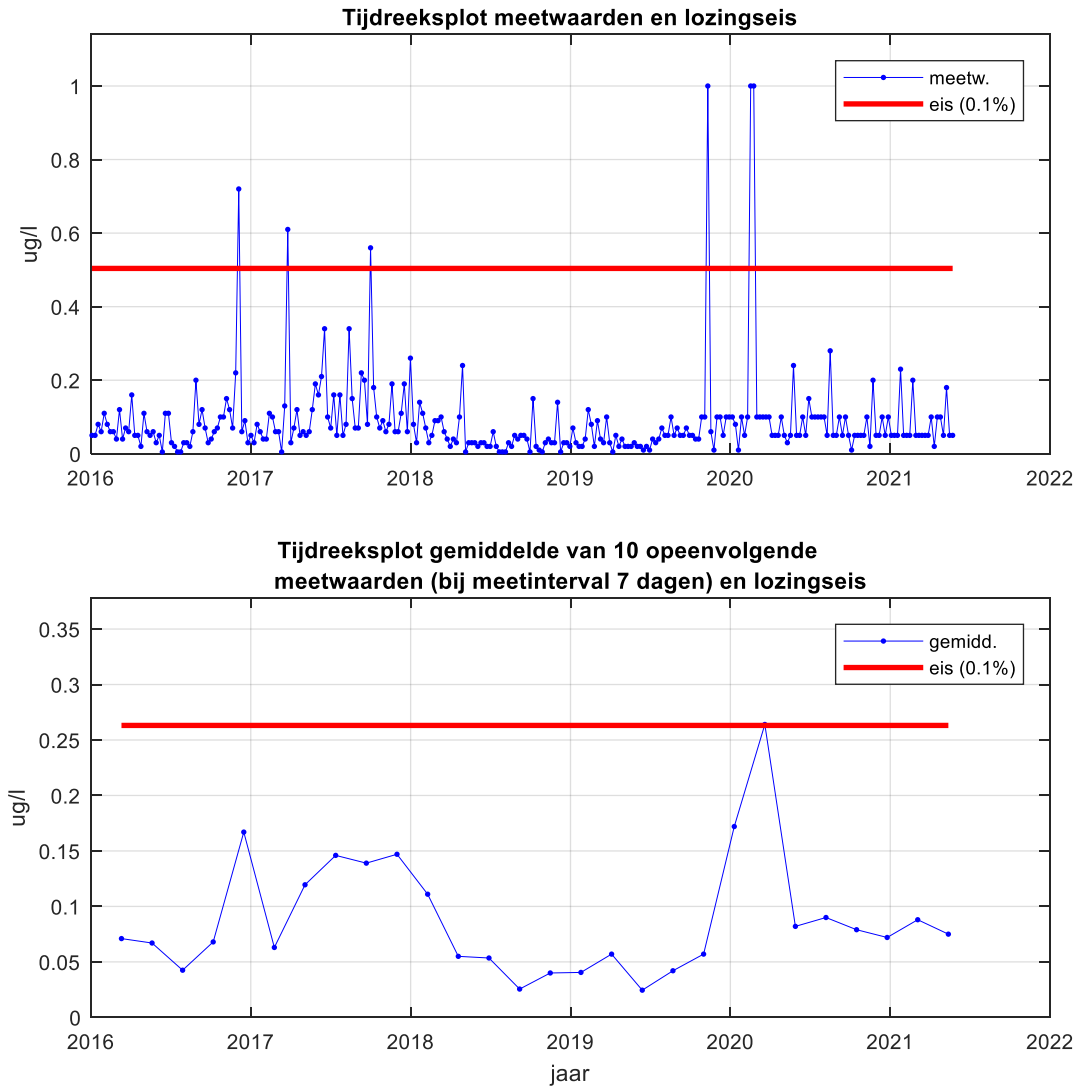 Tijdreeksplot meetwaarden en lozingseis
meetw.
eis (0.1%)
ug/l
1
0.8
0.6
0.4
0.2
0
2016 2017 2018 2019 2020 2021 2022
Tijdreeksplot gemiddelde van 10 opeenvolgende
meetwaarden (bij meetinterval 7 dagen) en lozingseis
gemidd.
eis (0.1%)
ug/l
0.35
0.3
0.25
0.2
0.15
0.1
0.05
0
2016 2017 2018 2019 2020 2021 2022
jaar